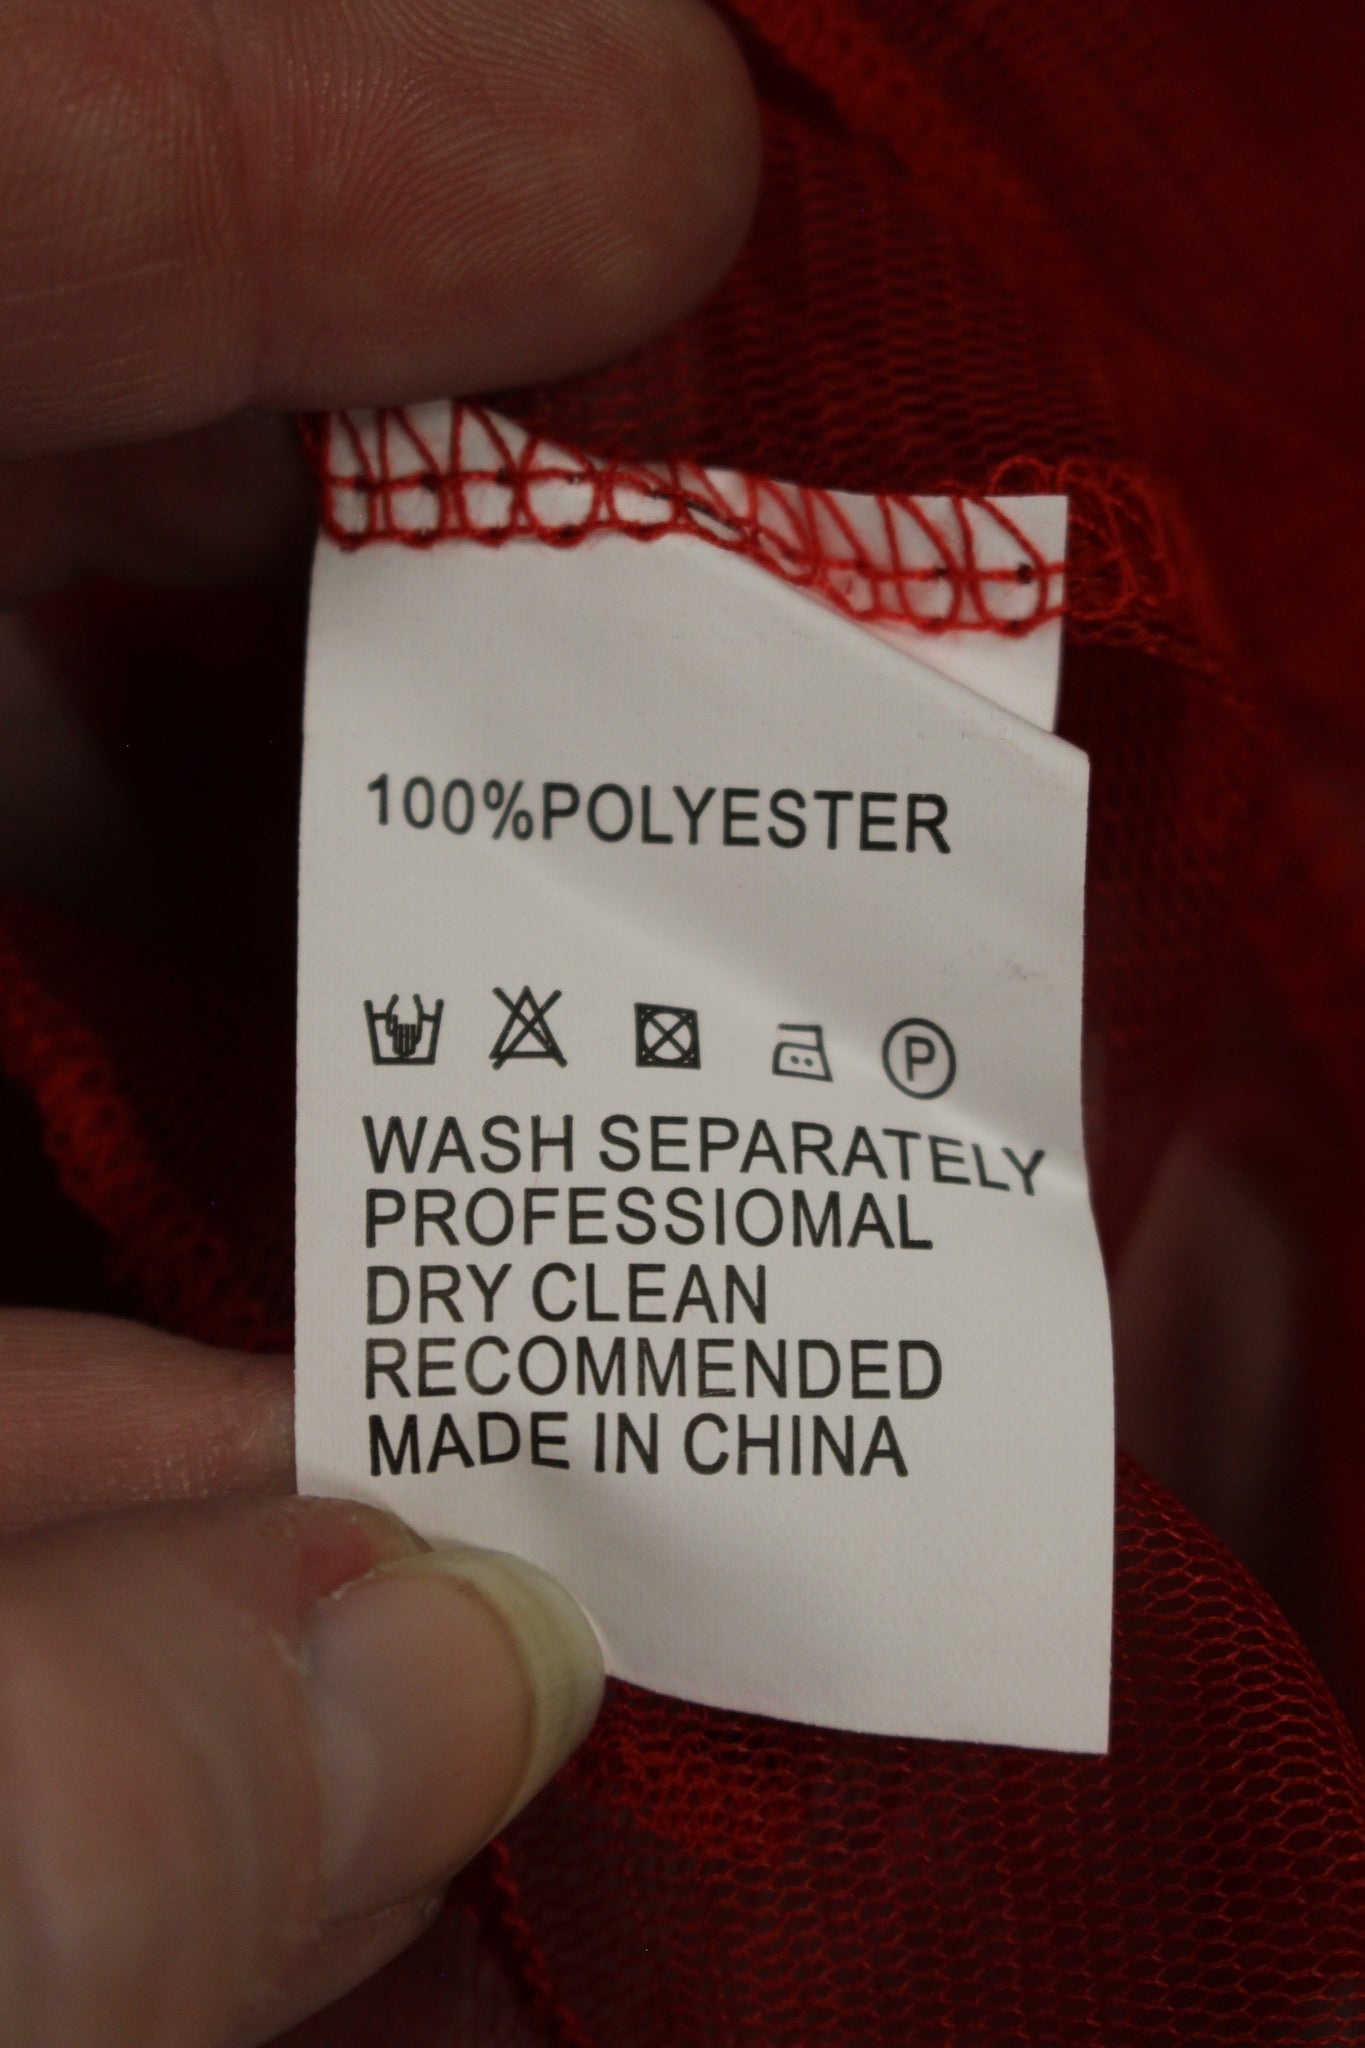 100%POLYESTER
P
WASH SEPARATELY
PROFESSIOMAL
DRY CLEAN
RECOMMENDED
MADE IN CHINA